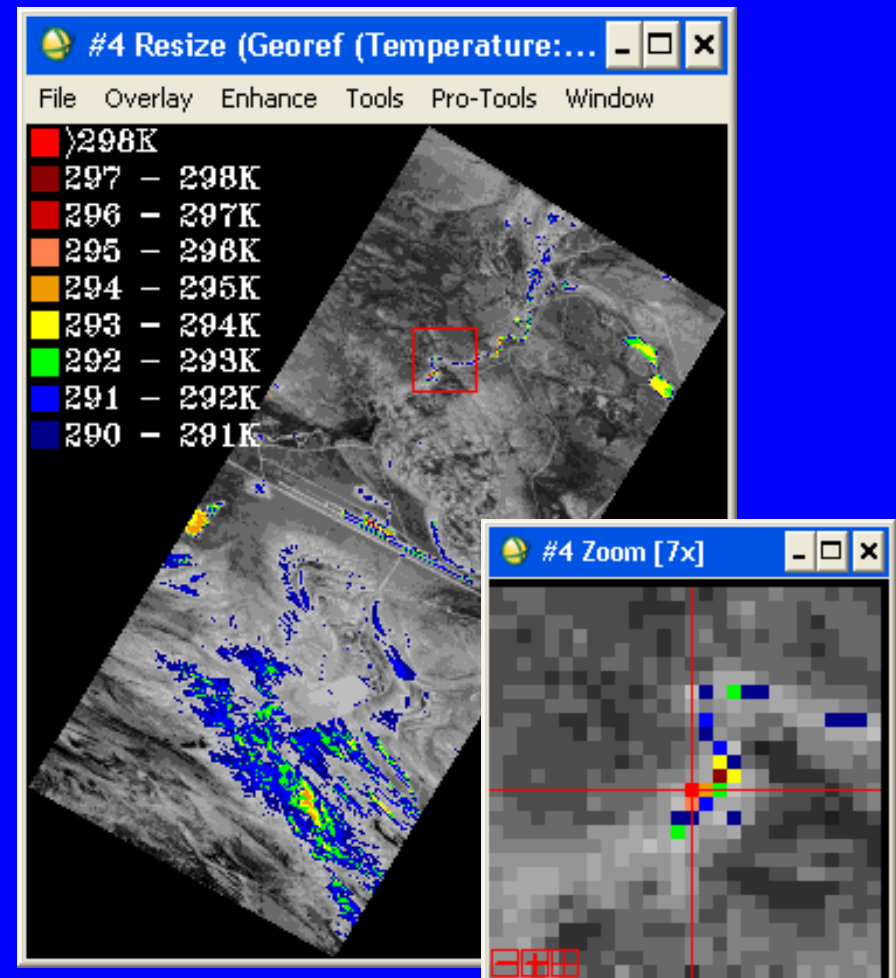 #4 Resize (Georef (Temperature:...
File Overlay Enhance Tools Pro-Tools Window
>298K
297 - 298K
296 - 297K
295 - 296K
294 - 295K
293 - 294K
292 - 293K
291 - 292K
290 - 291K
#4 Zoom [7x]